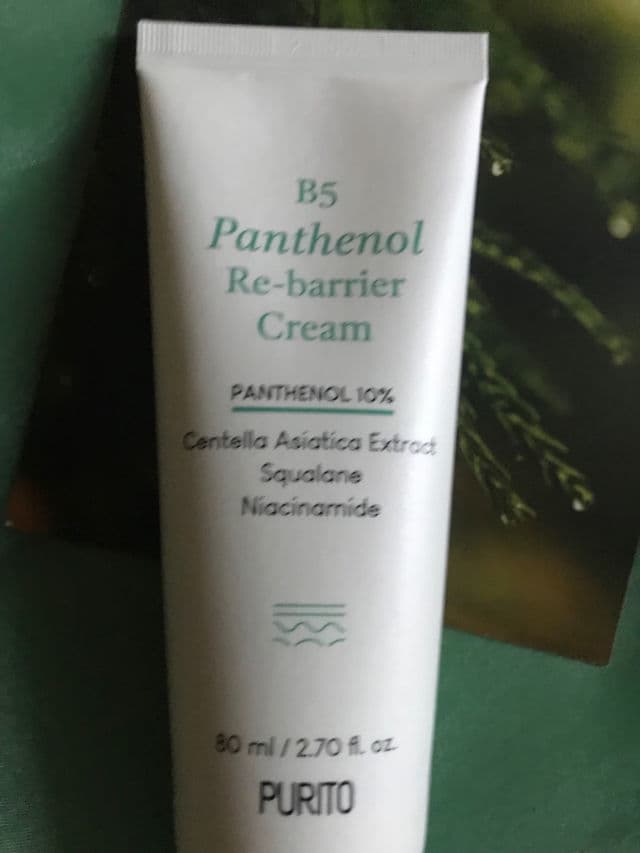 B5
Panthenol
Re-barrier
Cream
PANTHENOL 10%
Centella Asiatica Extract
Squalane
Niacinamide
80 ml / 2.70 fl. oz.
PURITO